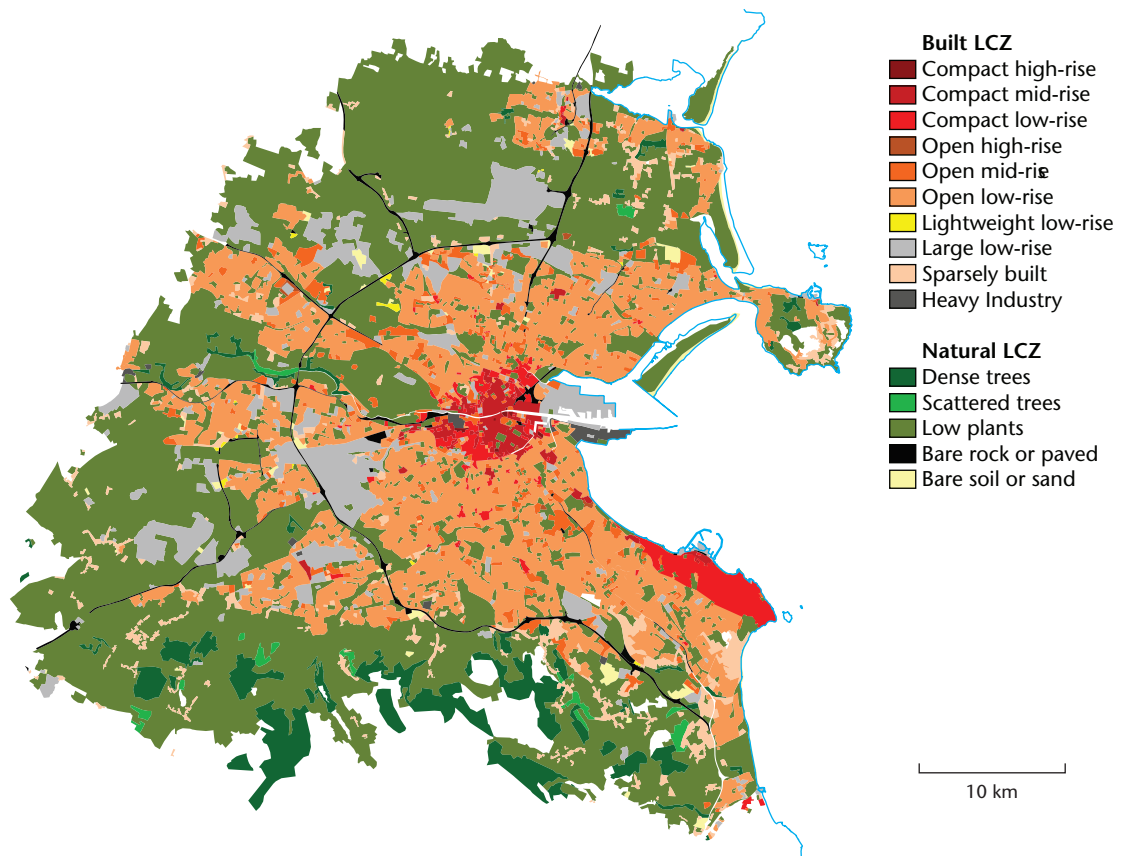 Built LCZ
Compact high-rise
Compact mid-rise
Compact low-rise
Open high-rise
Open mid-rise
Open low-rise
Lightweight low-rise
Large low-rise
Sparsely built
Heavy Industry
Natural LCZ
Dense trees
Scattered trees
Low plants
Bare rock or paved
Bare soil or sand
10 km